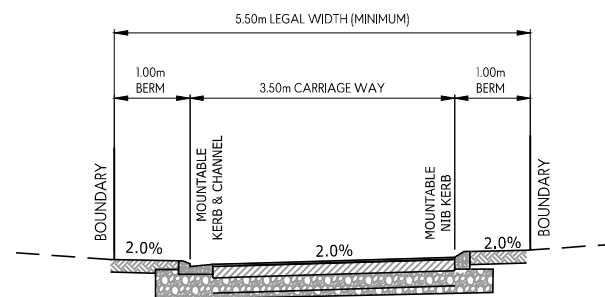 5.50m LEGAL WIDTH (MINIMUM)
1.00m
BERM
3.50m CARRIAGE WAY
1.00m
BERM
BOUNDARY
MOUNTABLE
KERB & CHANNEL
MOUNTABLE
NIB KERB
BOUNDARY
2.0%
2.0%
2.0%